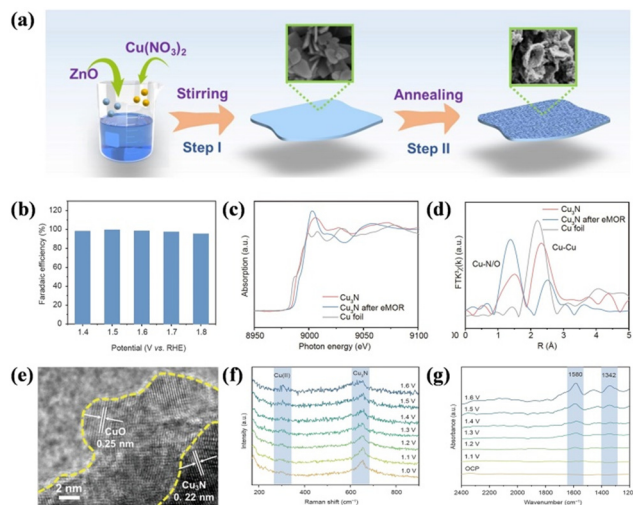 (a)
Cu(NO₃)₂
ZnO
Stirring
Annealing
Step I
Step II
(b)
Faradaic efficiency (%)
120
100
80
60
40
20
0
1.4 1.5 1.6 1.7 1.8
Potential (V vs. RHE)
(c)
Absorption (a.u.)
Cu₃N
Cu₃N after eMOR
Cu foil
8950 9000 9050 9100
Photon energy (eV)
(d)
Cu₃N
Cu₃N after eMOR
Cu foil
Cu-N/O
Cu-Cu
0 1 2 3 4 5
R (Å)
(e)
CuO
0.25 nm
Cu₃N
0. 22 nm
2 nm
(f)
Cu(II)
Cu₃N
Intensity (a.u.)
1.6 V
1.5 V
1.4 V
1.3 V
1.2 V
1.1 V
1.0 V
200 400 600 800
Raman shift (cm⁻¹)
(g)
1580
1342
Absorbance (a.u.)
1.6 V
1.5 V
1.4 V
1.3 V
1.2 V
1.1 V
OCP
2400 2200 2000 1800 1600 1400 1200
Wavenumber (cm⁻¹)